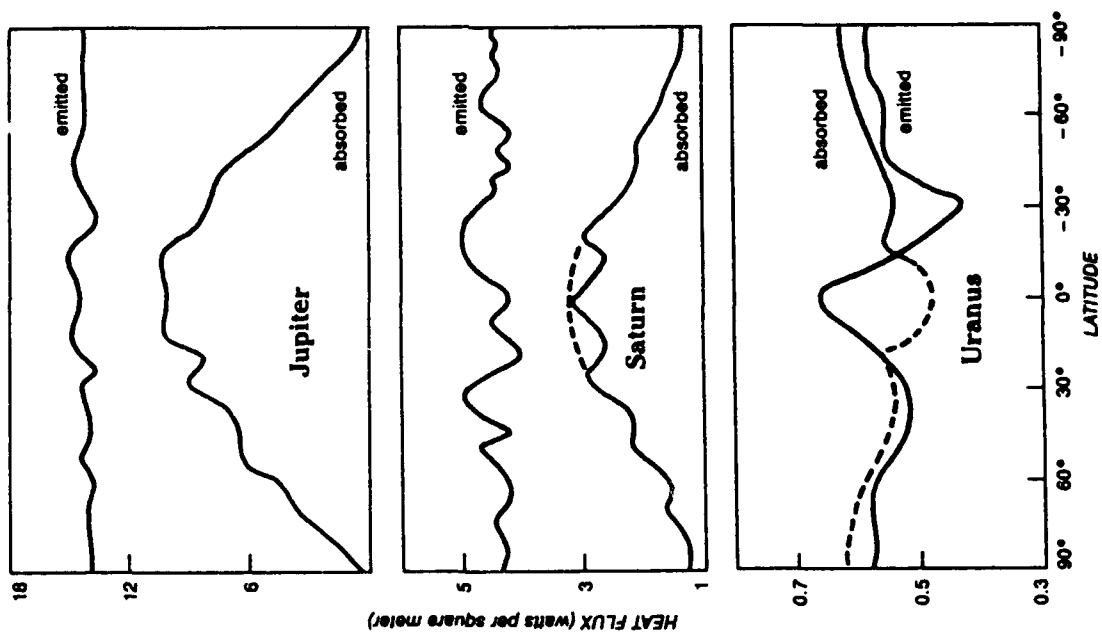 HEAT FLUX (watts per square meter)
18
12
6
emitted
absorbed
Jupiter
5
3
1
emitted
absorbed
Saturn
0.7
0.5
0.3
absorbed
emitted
Uranus
90° 60° 30° 0° -30° -60° -90°
LATITUDE